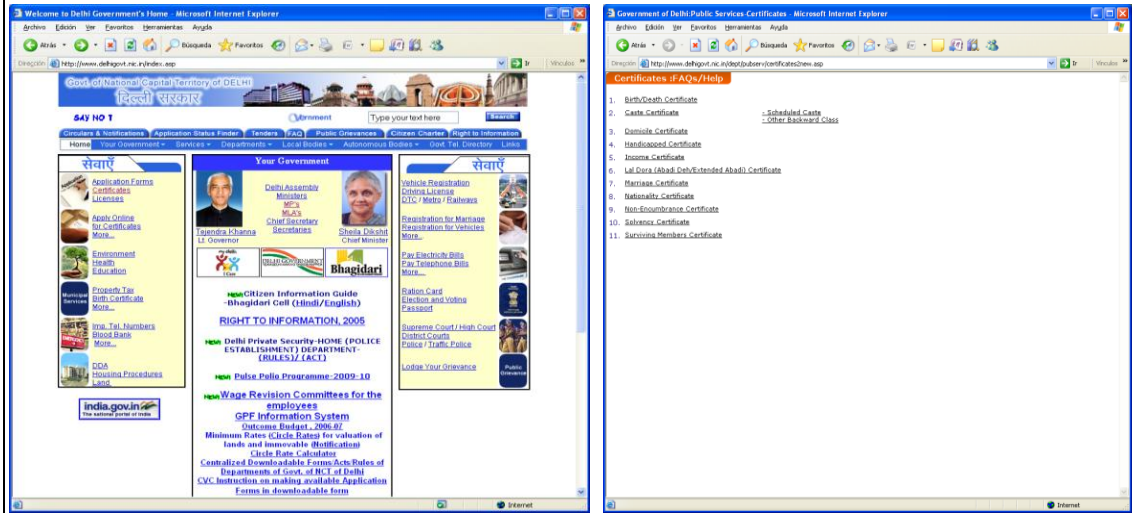 Welcome to Delhi Government's Home - Microsoft Internet Explorer
Archivo Edición Ver Favoritos Herramientas Ayuda
Atrás Búsqueda Favoritos
Dirección http://www.delhigovt.nic.in/index.asp Ir Vínculos
Govt. of National Capital Territory of DELHI
दिल्ली सरकार
SAY NO T
Type your text here Search
Circulars & Notifications Application Status Finder Tenders FAQ Public Grievances Citizen Charter Right to Information
Home Your Government Services Departments Local Bodies Autonomous Bodies Govt. Tel. Directory Links
सेवाएँ
Application Forms
Certificates
Licenses
Apply Online
for Certificates
More...
Environment
Health
Education
Municipal
Services
Property Tax
Birth Certificate
More...
Imp. Tel. Numbers
Blood Bank
More...
DDA
Housing Procedures
Land
india.gov.in
The national portal of India
Your Government
Delhi Assembly
Ministers
MP's
MLA's
Chief Secretary
Secretaries
Tejendra Khanna
Lt. Governor
Sheila Dikshit
Chief Minister
I Care
DELHI GOVERNMENT
Bhagidari
NEW! Citizen Information Guide
-Bhagidari Cell (Hindi/English)
RIGHT TO INFORMATION, 2005
NEW! Delhi Private Security-HOME (POLICE
ESTABLISHMENT) DEPARTMENT-
(RULES)/ (ACT)
NEW! Pulse Polio Programme-2009-10
NEW! Wage Revision Committees for the
employees
GPF Information System
Outcome Budget , 2006-07
Minimum Rates (Circle Rates) for valuation of
lands and immovable (Notification)
Circle Rate Calculator
Centralized Downloadable Forms/Acts/Rules of
Departments of Govt. of NCT of Delhi
CVC Instruction on making available Application
Forms in downloadable form
सेवाएँ
Vehicle Registration
Driving License
DTC / Metro / Railways
Registration for Marriage
Registration for Vehicles
More..
Pay Electricity Bills
Pay Telephone Bills
More...
Ration Card
Election and Voting
Passport
Supreme Court / High Court
District Courts
Police / Traffic Police
Lodge Your Grievance
Public
Grievance
Internet
Government of Delhi:Public Services-Certificates - Microsoft Internet Explorer
Archivo Edición Ver Favoritos Herramientas Ayuda
Atrás Búsqueda Favoritos
Dirección http://www.delhigovt.nic.in/dept/pubserv/certificates2new.asp Ir Vínculos
Certificates :FAQs/Help
1. Birth/Death Certificate
2. Caste Certificate - Scheduled Caste
- Other Backward Class
3. Domicile Certificate
4. Handicapped Certificate
5. Income Certificate
6. Lal Dora (Abadi Deh/Extended Abadi) Certificate
7. Marriage Certificate
8. Nationality Certificate
9. Non-Encumbrance Certificate
10. Solvency Certificate
11. Surviving Members Certificate
Internet